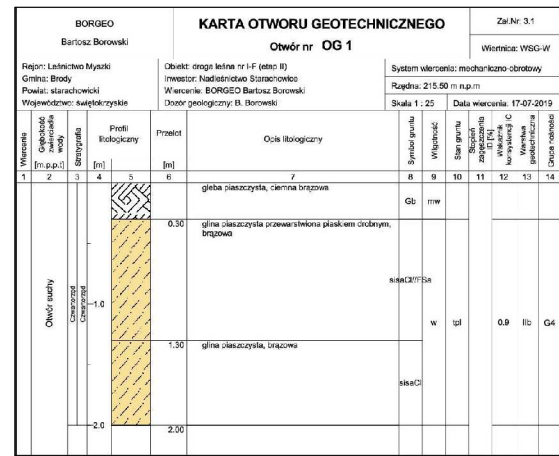 BORGEO
Bartosz Borowski
KARTA OTWORU GEOTECHNICZNEGO
Otwór nr OG 1
Zał.Nr. 3.1
Wiertnica: WSG-W
Rejon: Leśnictwo Myszki
Gmina: Brody
Powiat: starachowicki
Województwo: świętokrzyskie
Obiekt: droga leśna nr I-F (etap II)
Inwestor: Nadleśnictwo Starachowice
Wiercenie: BORGEO Bartosz Borowski
Dozór geologiczny: B. Borowski
System wiercenia: mechaniczno-obrotowy
Rzędna: 215.50 m n.p.m
Skala 1 : 25
Data wiercenia: 17-07-2019
Wiercenie
Głębokość zwierciadła wody
[m.p.p.t]
Stratygrafia
Profil litologiczny
[m]
Przelot
[m]
Opis litologiczny
Symbol gruntu
Wilgotność
Stan gruntu
Stopień zagęszczenia ID [%]
Wskaźnik konsystencji IC
Warstwa geotechniczna
Grupa nośności
1 2 3 4 5 6 7 8 9 10 11 12 13 14
gleba piaszczysta, ciemna brązowa
Gb mw
0.30
glina piaszczysta przewarstwiona piaskiem drobnym,
brązowa
sisaCl//FSa
Otwór suchy
Czwartorzęd
Czwartorzęd
1.0
w tpl 0.9 IIb G4
1.30
glina piaszczysta, brązowa
sisaCl
2.0
2.00